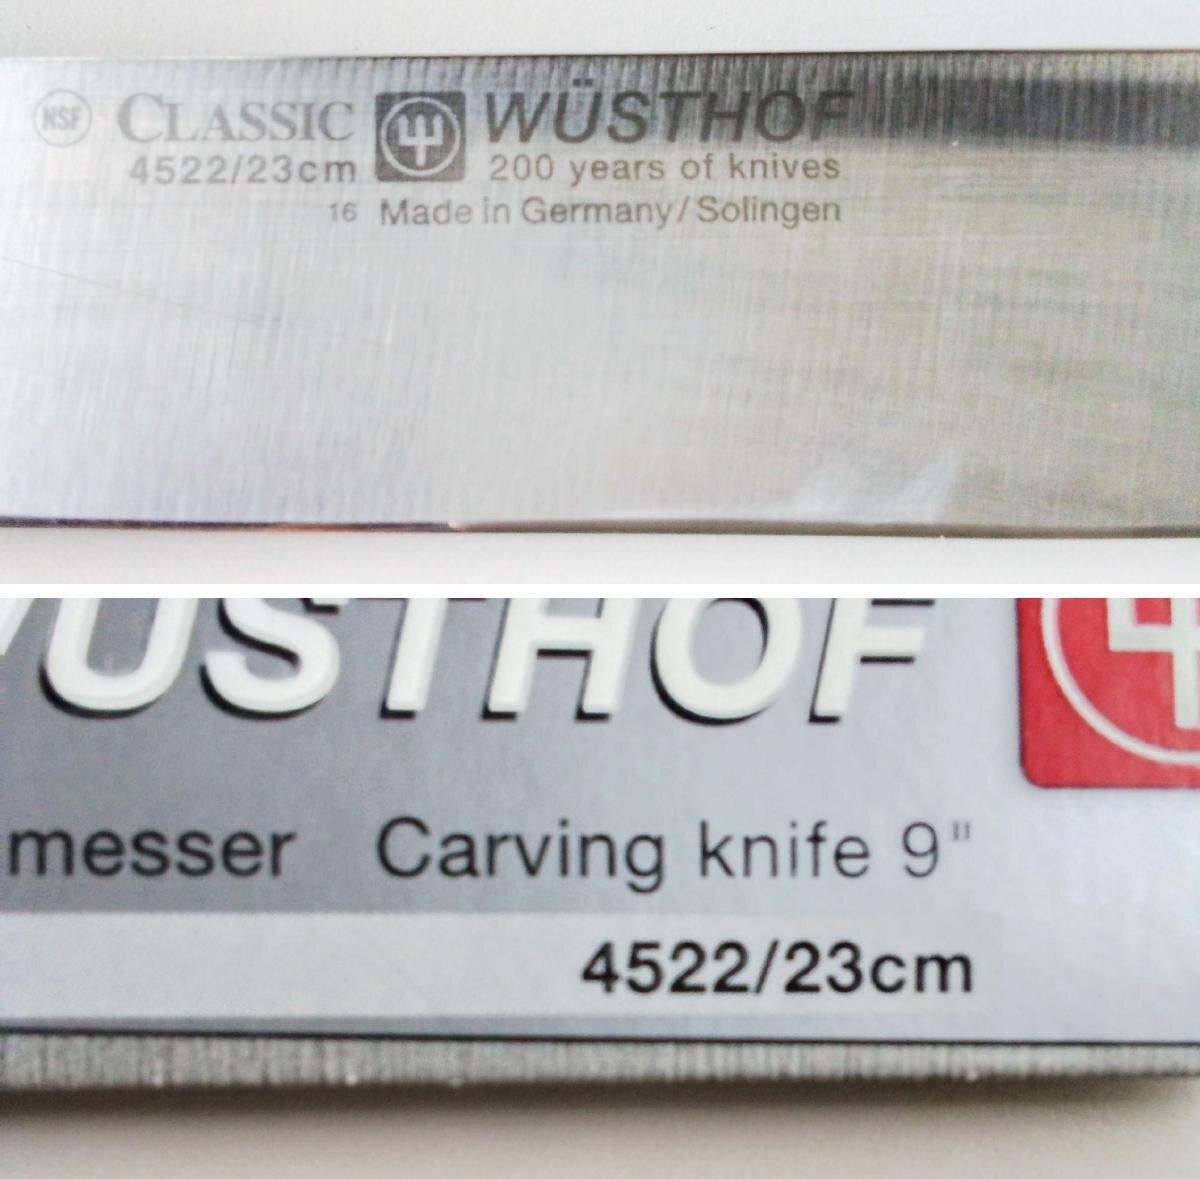 NSF CLASSIC WÜSTHOF
4522/23cm 200 years of knives
16 Made in Germany/Solingen
WÜSTHOF
messer Carving knife 9"
4522/23cm